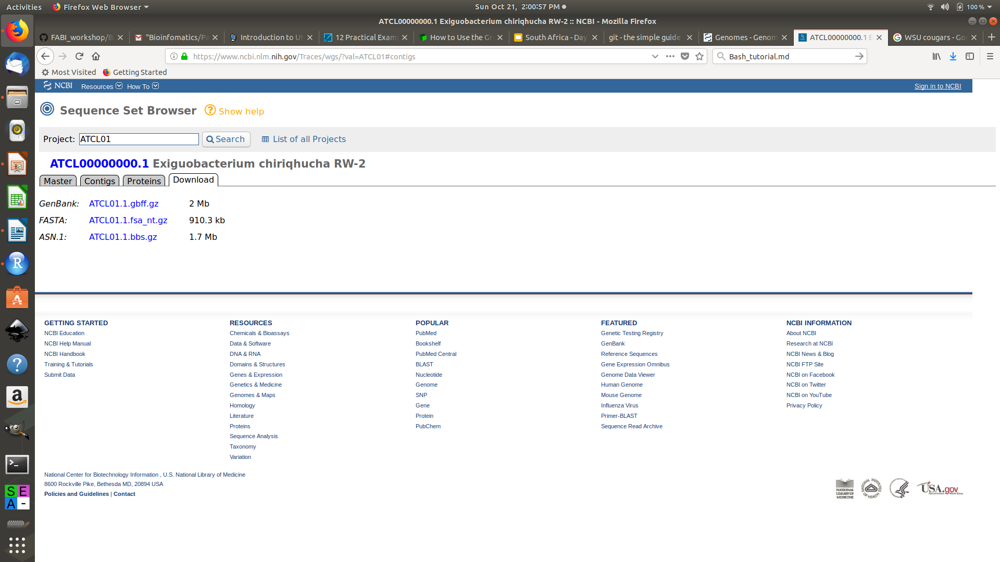 Activities Firefox Web Browser Sun Oct 21, 2:00:57 PM 100 %
ATCL00000000.1 Exiguobacterium chiriqhucha RW-2 :: NCBI - Mozilla Firefox
FABI_workshop/B "Bioinfomatics/Pa Introduction to UN 12 Practical Examp How to Use the Gr South Africa - Day git - the simple guide Genomes - Genom ATCL00000000.1 E WSU cougars - Goo
https://www.ncbi.nlm.nih.gov/Traces/wgs/?val=ATCL01#contigs Bash_tutorial.md
Most Visited Getting Started
NCBI Resources How To Sign in to NCBI
Sequence Set Browser Show help
Project: ATCL01 Search List of all Projects
ATCL00000000.1 Exiguobacterium chiriqhucha RW-2
Master Contigs Proteins Download
GenBank: ATCL01.1.gbff.gz 2 Mb
FASTA: ATCL01.1.fsa_nt.gz 910.3 kb
ASN.1: ATCL01.1.bbs.gz 1.7 Mb
GETTING STARTED
NCBI Education
NCBI Help Manual
NCBI Handbook
Training & Tutorials
Submit Data
RESOURCES
Chemicals & Bioassays
Data & Software
DNA & RNA
Domains & Structures
Genes & Expression
Genetics & Medicine
Genomes & Maps
Homology
Literature
Proteins
Sequence Analysis
Taxonomy
Variation
POPULAR
PubMed
Bookshelf
PubMed Central
BLAST
Nucleotide
Genome
SNP
Gene
Protein
PubChem
FEATURED
Genetic Testing Registry
GenBank
Reference Sequences
Gene Expression Omnibus
Genome Data Viewer
Human Genome
Mouse Genome
Influenza Virus
Primer-BLAST
Sequence Read Archive
NCBI INFORMATION
About NCBI
Research at NCBI
NCBI News & Blog
NCBI FTP Site
NCBI on Facebook
NCBI on Twitter
NCBI on YouTube
Privacy Policy
National Center for Biotechnology Information , U.S. National Library of Medicine
8600 Rockville Pike, Bethesda MD, 20894 USA
Policies and Guidelines | Contact
NATIONAL
LIBRARY OF
MEDICINE
NATIONAL INSTITUTES OF HEALTH
USA.gov
R
a
S E
A -